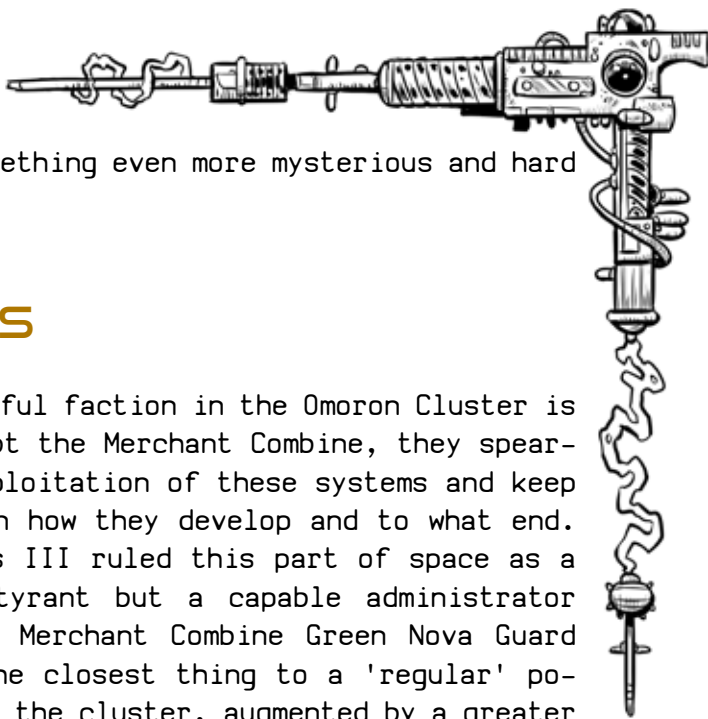 ething even more mysterious and hard
S
ful faction in the Omoron Cluster is
ot the Merchant Combine, they spear-
ploitation of these systems and keep
n how they develop and to what end.
s III ruled this part of space as a
tyrant but a capable administrator
Merchant Combine Green Nova Guard
ne closest thing to a 'regular' po-
the cluster, augmented by a greater